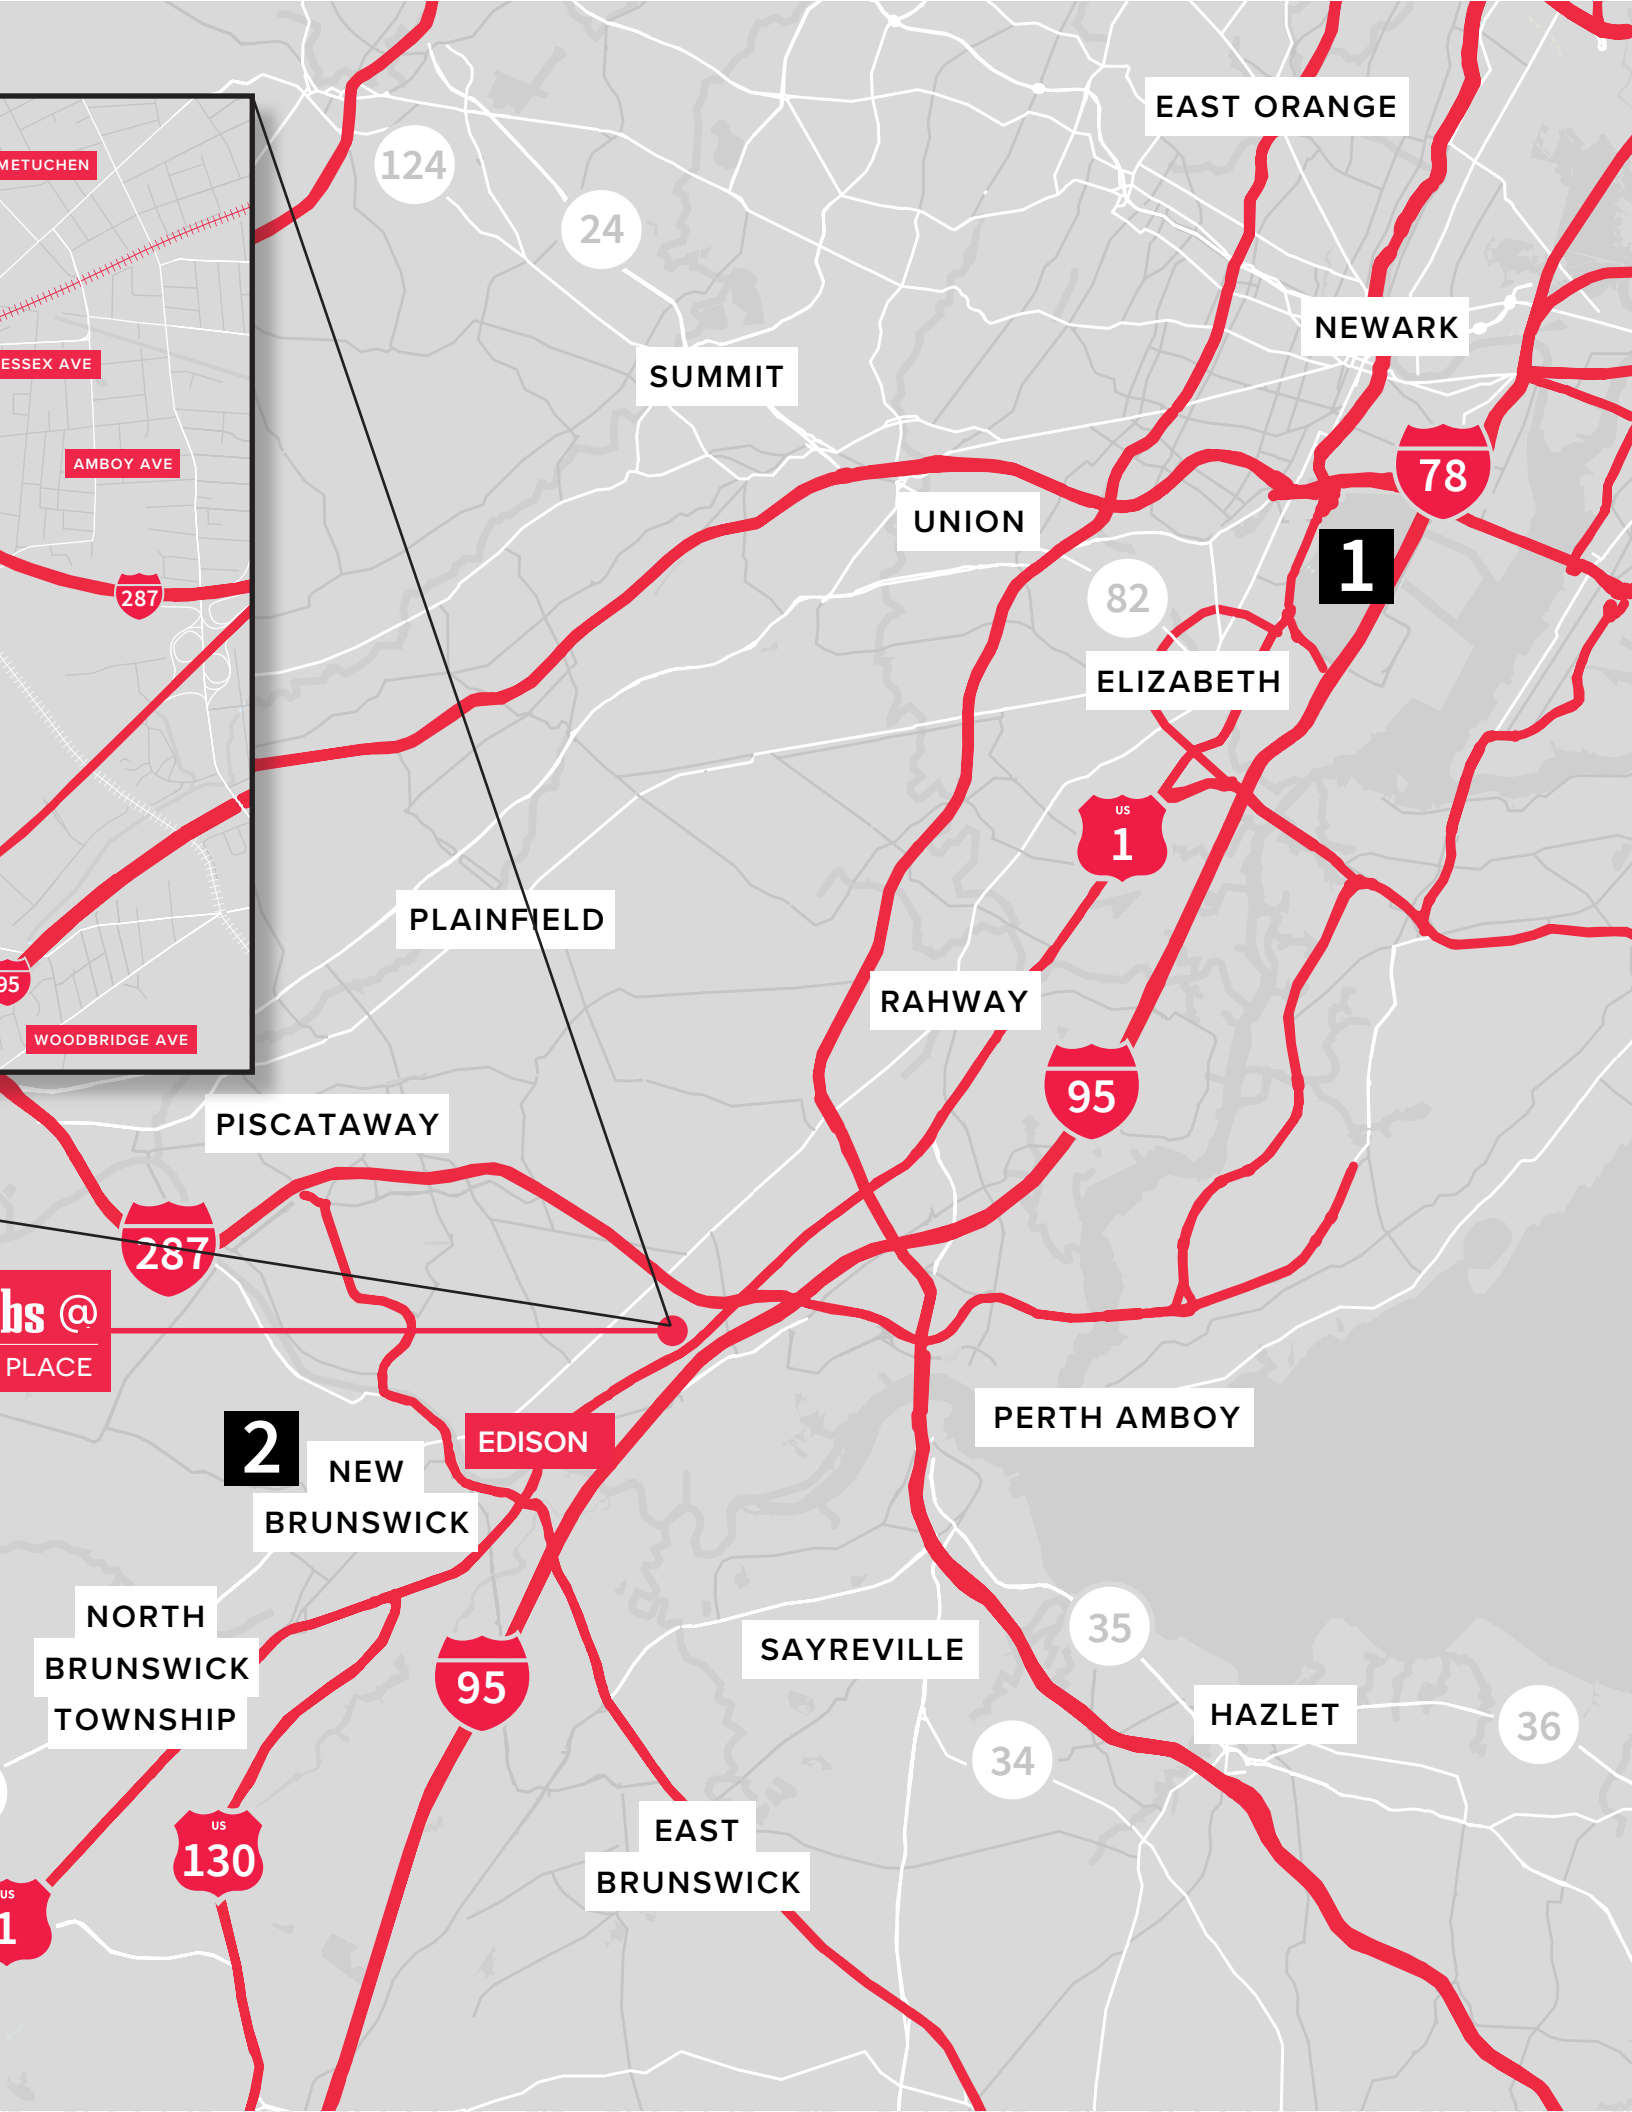 EAST ORANGE
METUCHEN
124
24
NEWARK
ESSEX AVE
SUMMIT
AMBOY AVE
78
UNION
1
287
82
ELIZABETH
US
1
PLAINFIELD
95
RAHWAY
WOODBRIDGE AVE
95
PISCATAWAY
287
bs @
PLACE
PERTH AMBOY
2
EDISON
NEW
BRUNSWICK
NORTH
BRUNSWICK
TOWNSHIP
35
SAYREVILLE
95
HAZLET
36
34
US
130
EAST
BRUNSWICK
US
1